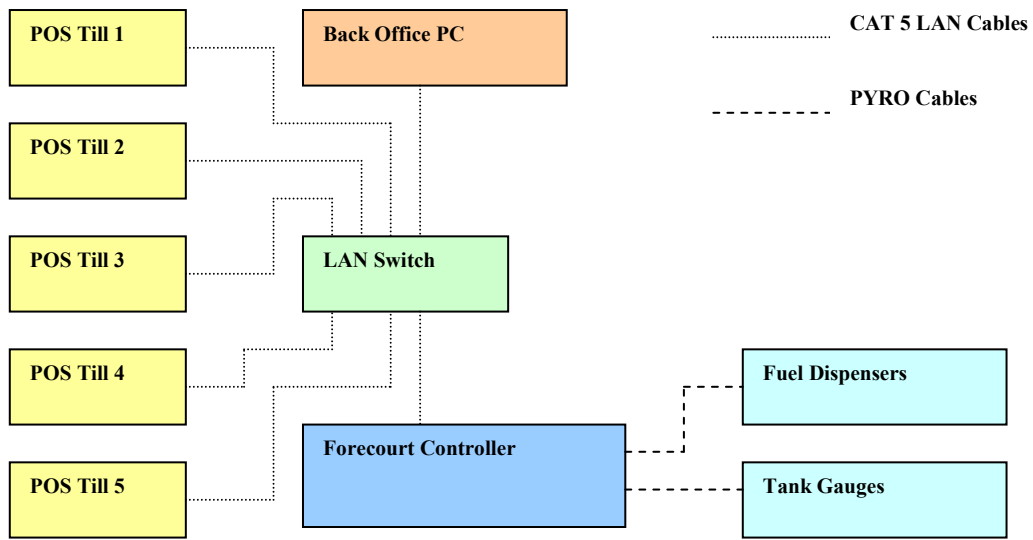 POS Till 1
Back Office PC
CAT 5 LAN Cables
PYRO Cables
POS Till 2
POS Till 3
LAN Switch
POS Till 4
Fuel Dispensers
Forecourt Controller
POS Till 5
Tank Gauges